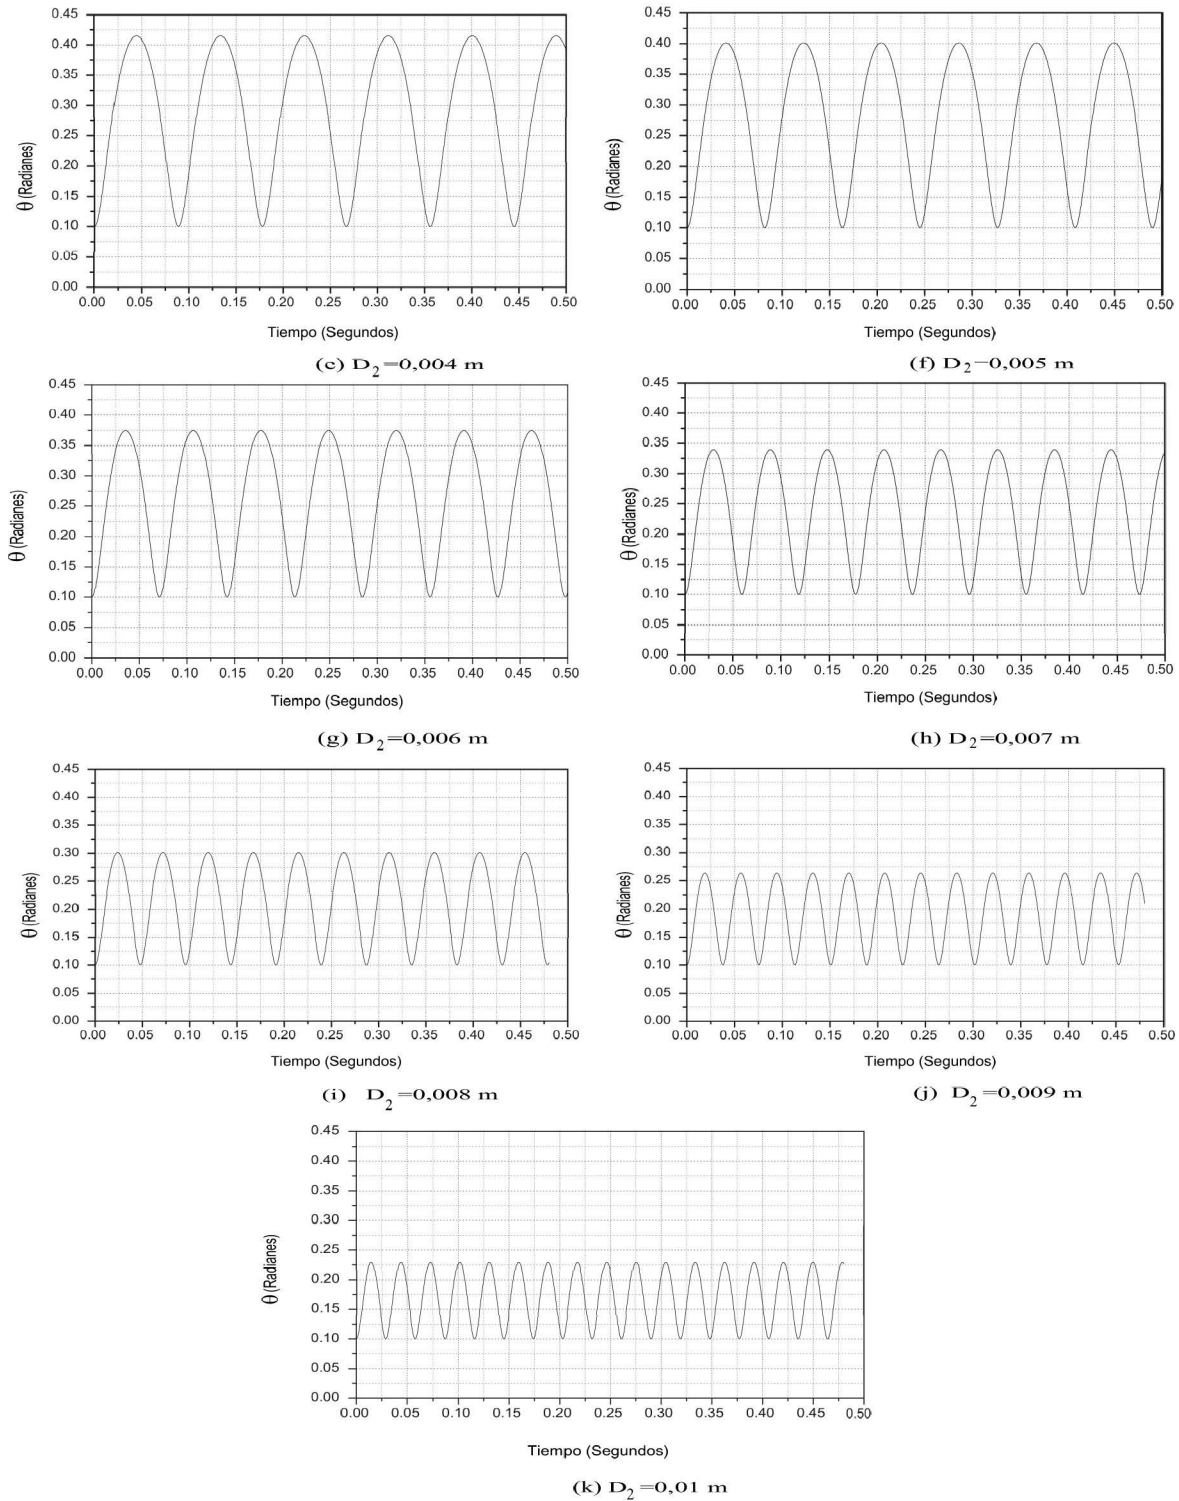 0.45 0.40 0.35 0.30 0.25 0.20 0.15 0.10 0.05 0.00
θ (Radianes)
0.00 0.05 0.10 0.15 0.20 0.25 0.30 0.35 0.40 0.45 0.50
Tiempo (Segundos)
(e) D2=0,004 m
0.45 0.40 0.35 0.30 0.25 0.20 0.15 0.10 0.05 0.00
θ (Radianes)
0.00 0.05 0.10 0.15 0.20 0.25 0.30 0.35 0.40 0.45 0.50
Tiempo (Segundos)
(f) D2=0,005 m
0.45 0.40 0.35 0.30 0.25 0.20 0.15 0.10 0.05 0.00
θ (Radianes)
0.00 0.05 0.10 0.15 0.20 0.25 0.30 0.35 0.40 0.45 0.50
Tiempo (Segundos)
(g) D2=0,006 m
0.45 0.40 0.35 0.30 0.25 0.20 0.15 0.10 0.05 0.00
θ (Radianes)
0.00 0.05 0.10 0.15 0.20 0.25 0.30 0.35 0.40 0.45 0.50
Tiempo (Segundos)
(h) D2=0,007 m
0.45 0.40 0.35 0.30 0.25 0.20 0.15 0.10 0.05 0.00
θ (Radianes)
0.00 0.05 0.10 0.15 0.20 0.25 0.30 0.35 0.40 0.45 0.50
Tiempo (Segundos)
(i) D2=0,008 m
0.45 0.40 0.35 0.30 0.25 0.20 0.15 0.10 0.05 0.00
θ (Radianes)
0.00 0.05 0.10 0.15 0.20 0.25 0.30 0.35 0.40 0.45 0.50
Tiempo (Segundos)
(j) D2=0,009 m
0.45 0.40 0.35 0.30 0.25 0.20 0.15 0.10 0.05 0.00
θ (Radianes)
0.00 0.05 0.10 0.15 0.20 0.25 0.30 0.35 0.40 0.45 0.50
Tiempo (Segundos)
(k) D2=0,01 m